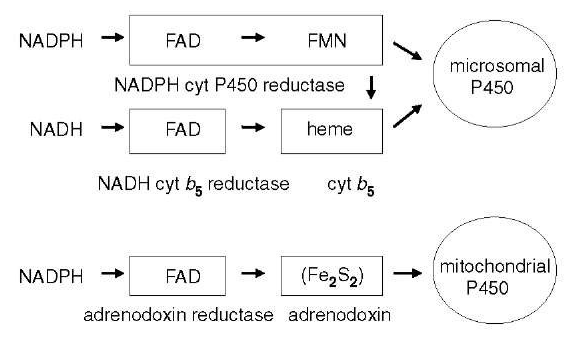 NADPH FAD FMN
microsomal
P450
NADPH cyt P450 reductase
NADH FAD heme
NADH cyt b5 reductase cyt b5
NADPH FAD (Fe2S2) mitochondrial
P450
adrenodoxin reductase adrenodoxin